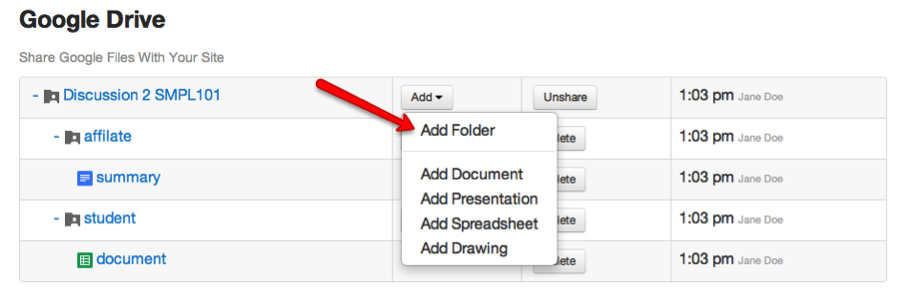 Google Drive
Share Google Files With Your Site
- Discussion 2 SMPL101 Add Unshare 1:03 pm Jane Doe
Add Folder
- affilate lete 1:03 pm Jane Doe
Add Document
summary lete 1:03 pm Jane Doe
Add Presentation
- student lete 1:03 pm Jane Doe
Add Spreadsheet
Add Drawing
document lete 1:03 pm Jane Doe